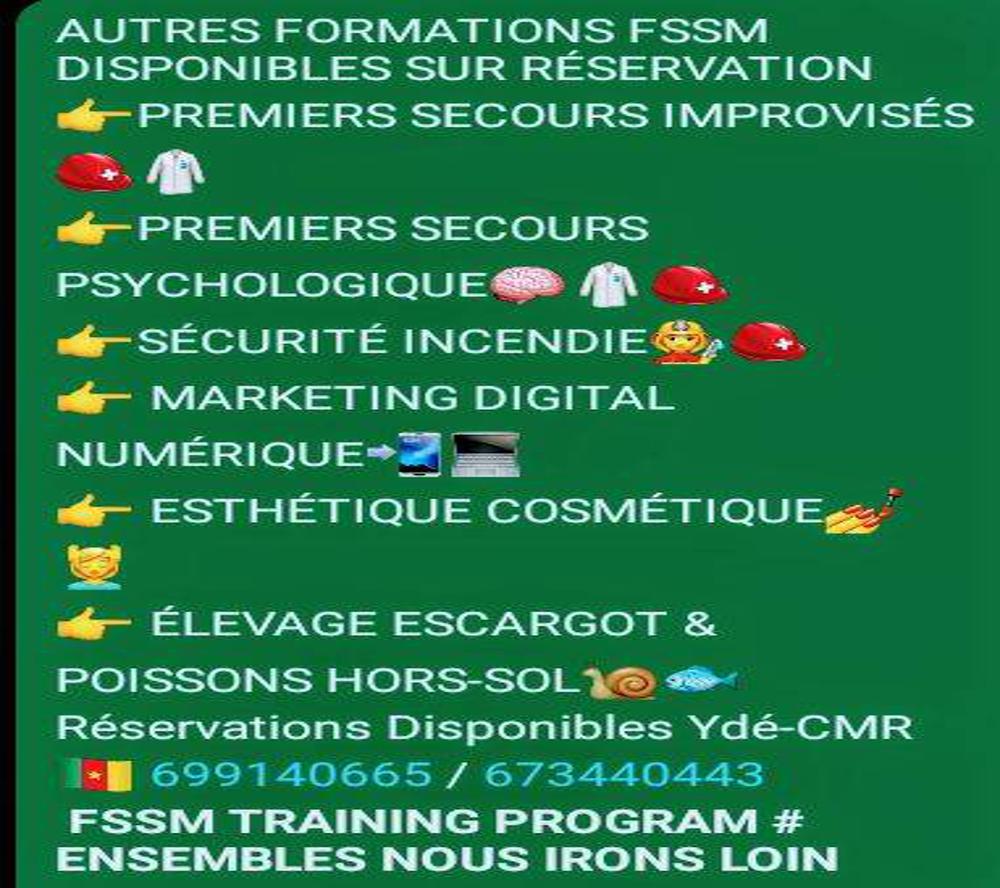 AUTRES FORMATIONS FSSM
DISPONIBLES SUR RÉSERVATION
👉PREMIERS SECOURS IMPROVISÉS
⛑️🥼
👉PREMIERS SECOURS
PSYCHOLOGIQUE🧠🥼⛑️
👉SÉCURITÉ INCENDIE👩‍🚒⛑️
👉 MARKETING DIGITAL
NUMÉRIQUE📲💻
👉 ESTHÉTIQUE COSMÉTIQUE💅
💆
👉 ÉLEVAGE ESCARGOT &
POISSONS HORS-SOL🐌🐟
Réservations Disponibles Ydé-CMR
🇨🇲 699140665 / 673440443
FSSM TRAINING PROGRAM #
ENSEMBLES NOUS IRONS LOIN